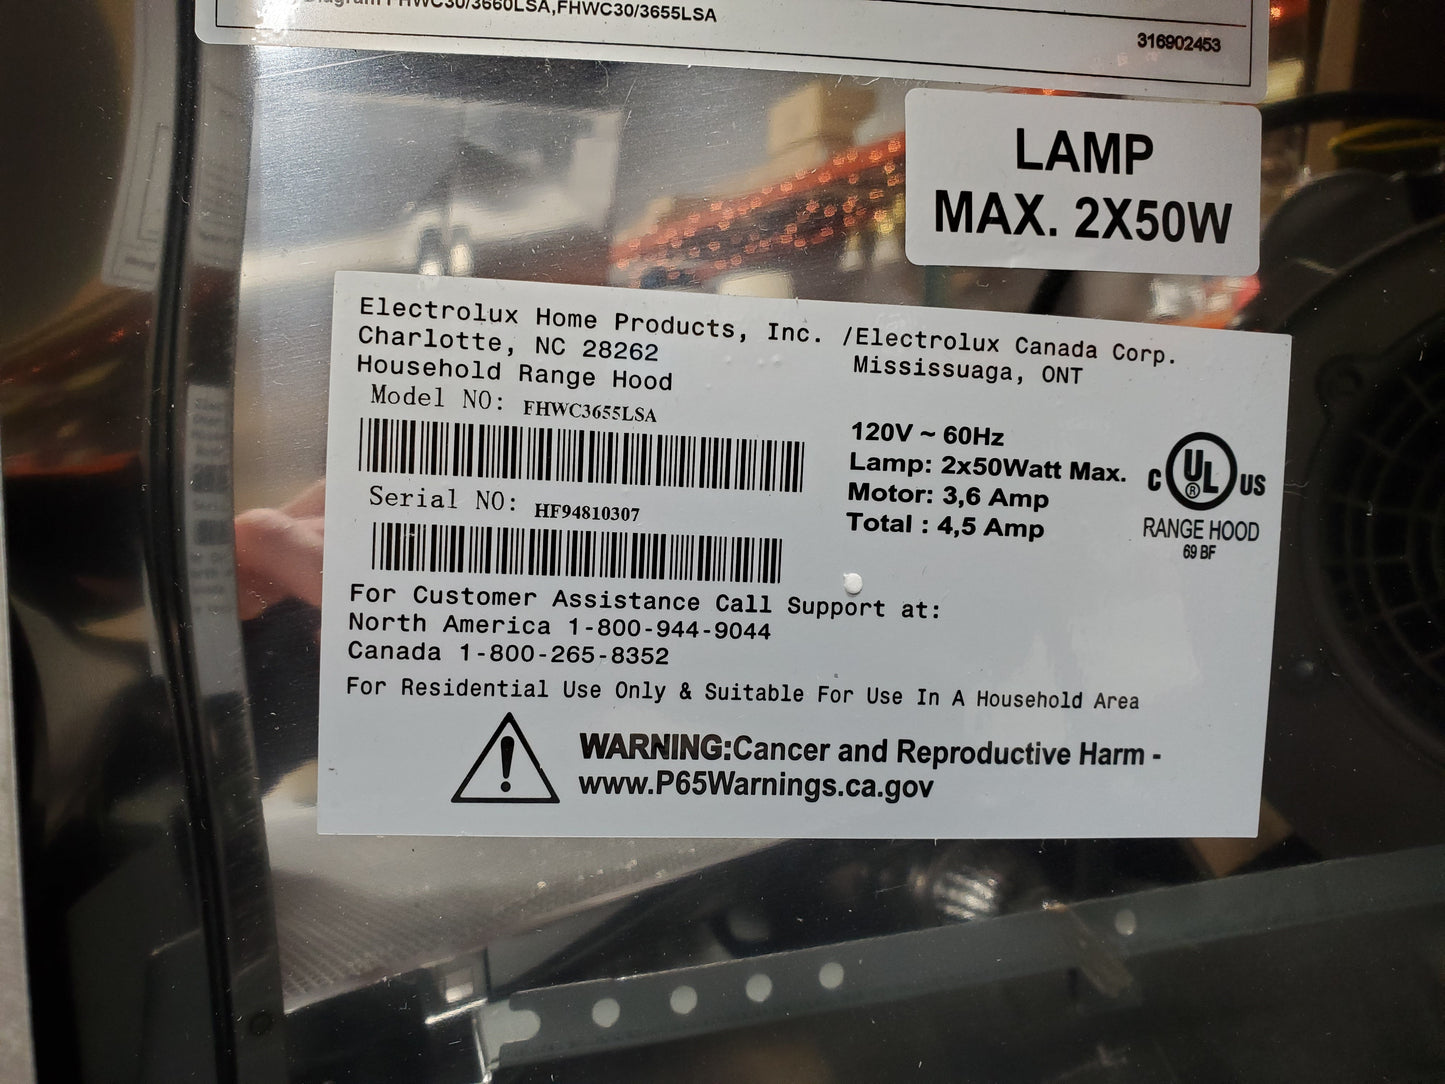 Diagram FHWC30/3660LSA,FHWC30/3655LSA
316902453
LAMP
MAX. 2X50W
Electrolux Home Products, Inc. /Electrolux Canada Corp.
Charlotte, NC 28262 Mississuaga, ONT
Household Range Hood
Model NO: FHWC3655LSA
Serial NO: HF94810307
120V ~ 60Hz
Lamp: 2x50Watt Max.
Motor: 3,6 Amp
Total : 4,5 Amp
C UL US
®
RANGE HOOD
69 BF
For Customer Assistance Call Support at:
North America 1-800-944-9044
Canada 1-800-265-8352
For Residential Use Only & Suitable For Use In A Household Area
WARNING:Cancer and Reproductive Harm -
www.P65Warnings.ca.gov